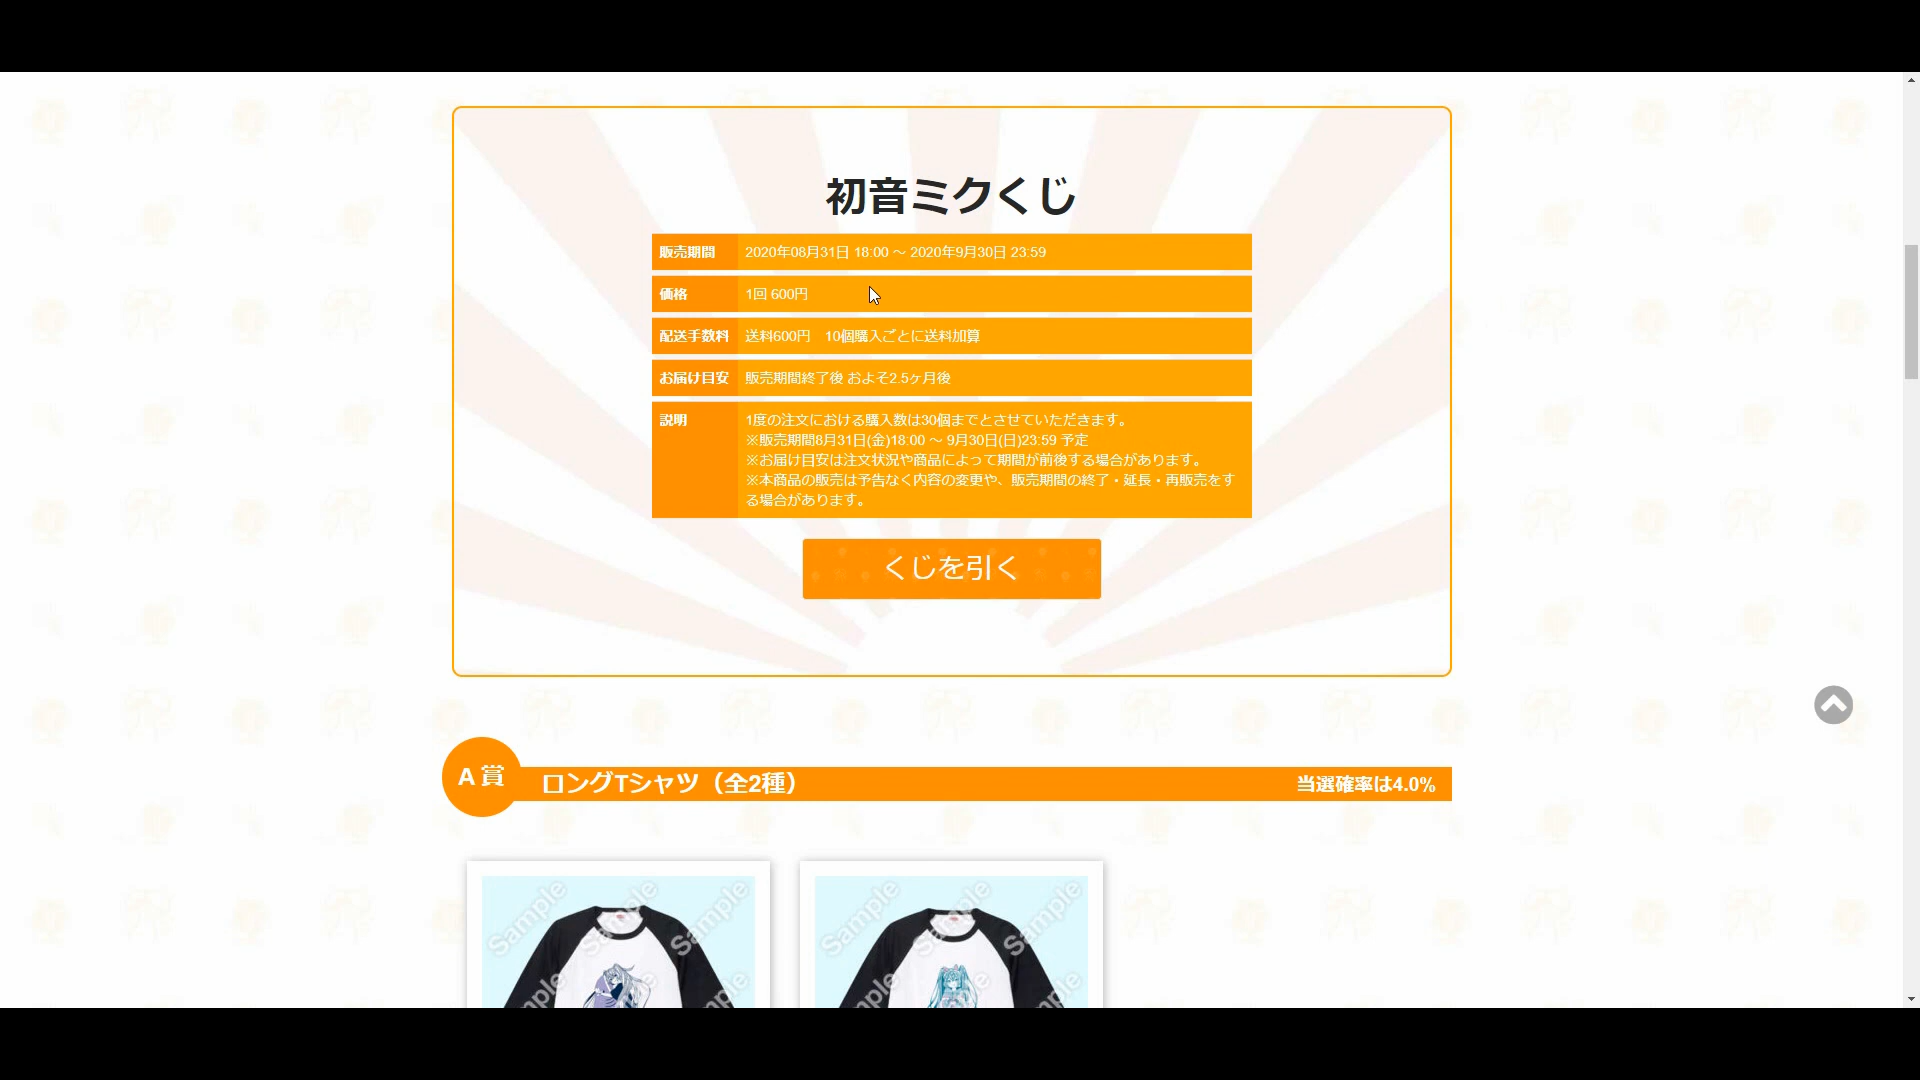 初音ミクくじ
販売期間 2020年08月31日 18:00 ～ 2020年9月30日 23:59
価格 1回 600円
配送手数料 送料600円　10個購入ごとに送料加算
お届け目安 販売期間終了後 およそ2.5ヶ月後
説明 1度の注文における購入数は30個までとさせていただきます。
※販売期間8月31日(金)18:00 ～ 9月30日(日)23:59 予定
※お届け目安は注文状況や商品によって期間が前後する場合があります。
※本商品の販売は予告なく内容の変更や、販売期間の終了・延長・再販売をす
る場合があります。
くじを引く
A 賞 ロングTシャツ（全2種） 当選確率は4.0%
Sample Sample Sample Sample Sample Sample